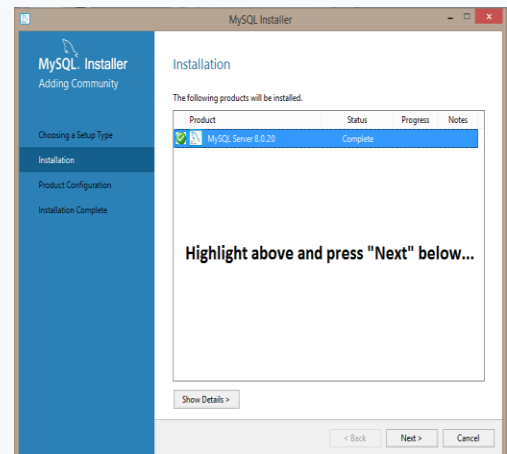 MySQL Installer
MySQL. Installer
Adding Community
Choosing a Setup Type
Installation
Product Configuration
Installation Complete
Installation
The following products will be installed.
Product Status Progress Notes
MySQL Server 8.0.20 Complete
Highlight above and press "Next" below...
Show Details >
< Back Next > Cancel